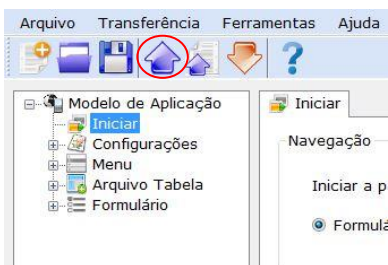 Arquivo Transferência Ferramentas Ajuda
?
Modelo de Aplicação
Iniciar
Configurações
Menu
Arquivo Tabela
Formulário
Iniciar
Navegação
Iniciar a p
Formulá